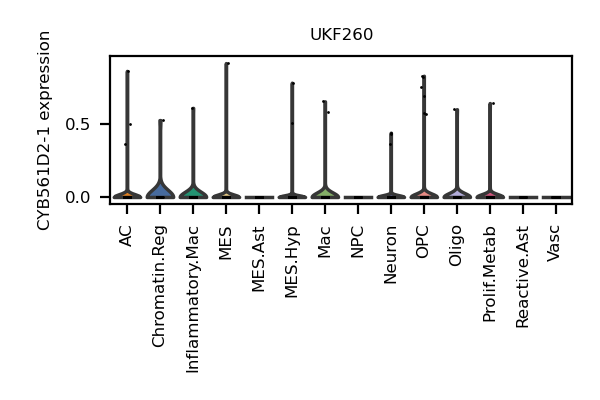 UKF260
CYB561D2-1 expression
0.5
0.0
AC
Chromatin.Reg
Inflammatory.Mac
MES
MES.Ast
MES.Hyp
Mac
NPC
Neuron
OPC
Oligo
Prolif.Metab
Reactive.Ast
Vasc